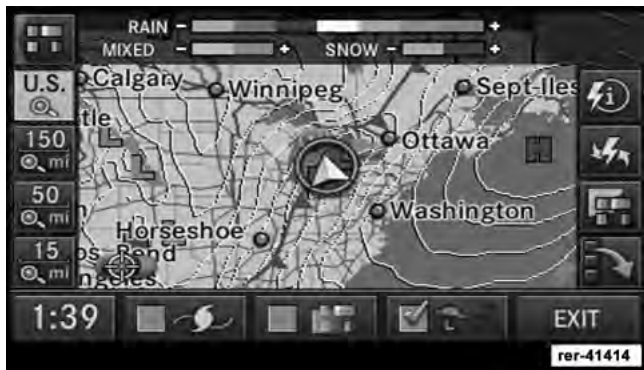 RAIN - +
MIXED - + SNOW - +
U.S.
Calgary
Winnipeg
Sept-Iles
tle
150
mi
Ottawa
H
L
50
mi
Washington
Horseshoe
Bend
15
mi
1:39
EXIT
rer-41414